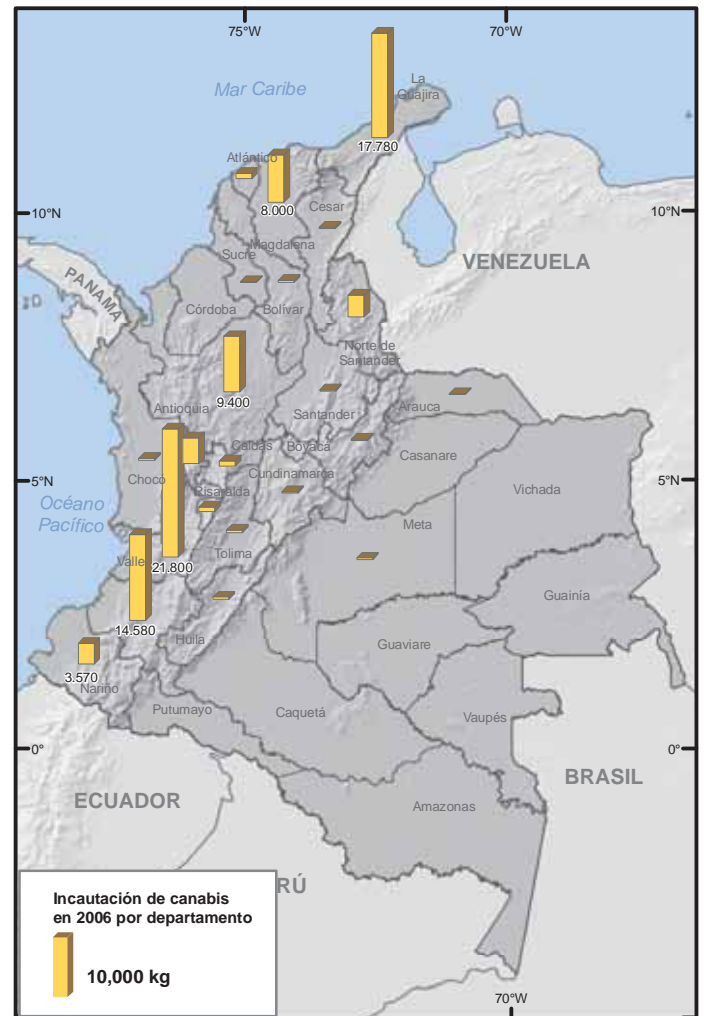 75°W
70°W
Mar Caribe
La
Guajira
17.780
Atlántico
8.000
Cesar
10°N
10°N
Magdalena
Sucre
VENEZUELA
PANAMA
Córdoba
Bolívar
Norte de
Santander
9.400
Antioquia
Santander
Arauca
Caldas
Boyaca
Casanare
Chocó
Cundinamarca
5°N
5°N
Risaralda
Vichada
Océano
Pacífico
Meta
Tolima
Valle
21.800
Guainía
14.580
Huila
Guaviare
3.570
Nariño
Putumayo
Caquetá
Vaupés
0°
0°
BRASIL
ECUADOR
Amazonas
RÚ
Incautación de canabis
en 2006 por departamento
10,000 kg
70°W